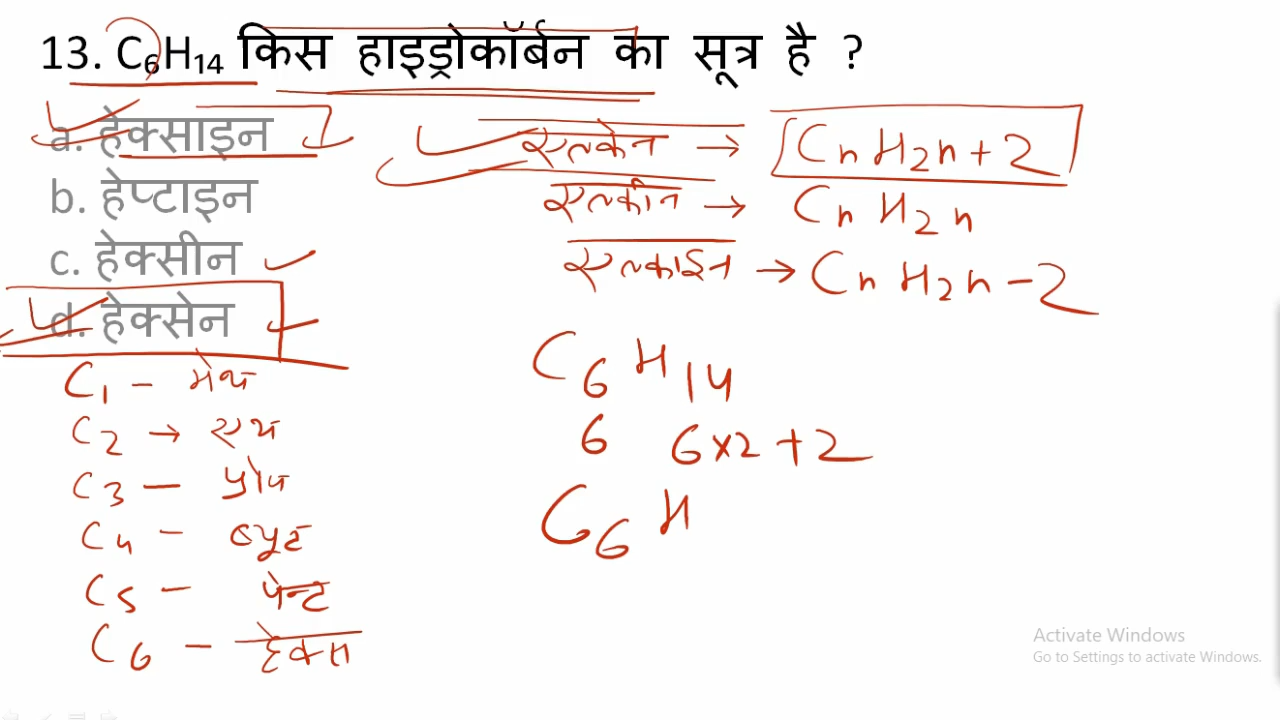 13. C₆H₁₄ किस हाइड्रोकॉर्बन का सूत्र है ?
a. हेक्साइन
b. हेप्टाइन
c. हेक्सीन
d. हेक्सेन
एल्केन → CnH2n+2
एल्कीन → CnH2n
एल्काइन → CnH2n-2
C1 - मेथ
C2 → एथ
C3 - प्रोप
C4 - ब्युट
C5 - पेन्ट
C6 - हेक्स
C6H14
6 6×2+2
C6H
Activate Windows
Go to Settings to activate Windows.